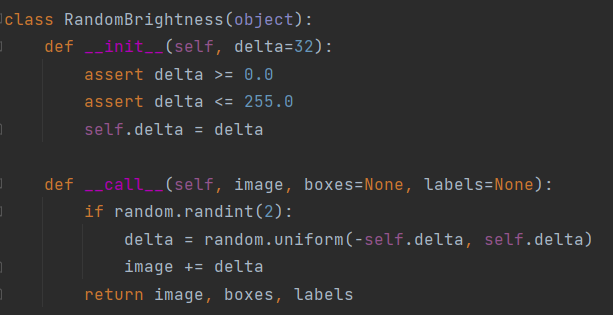 class RandomBrightness(object):
    def __init__(self, delta=32):
        assert delta >= 0.0
        assert delta <= 255.0
        self.delta = delta

    def __call__(self, image, boxes=None, labels=None):
        if random.randint(2):
            delta = random.uniform(-self.delta, self.delta)
            image += delta
        return image, boxes, labels